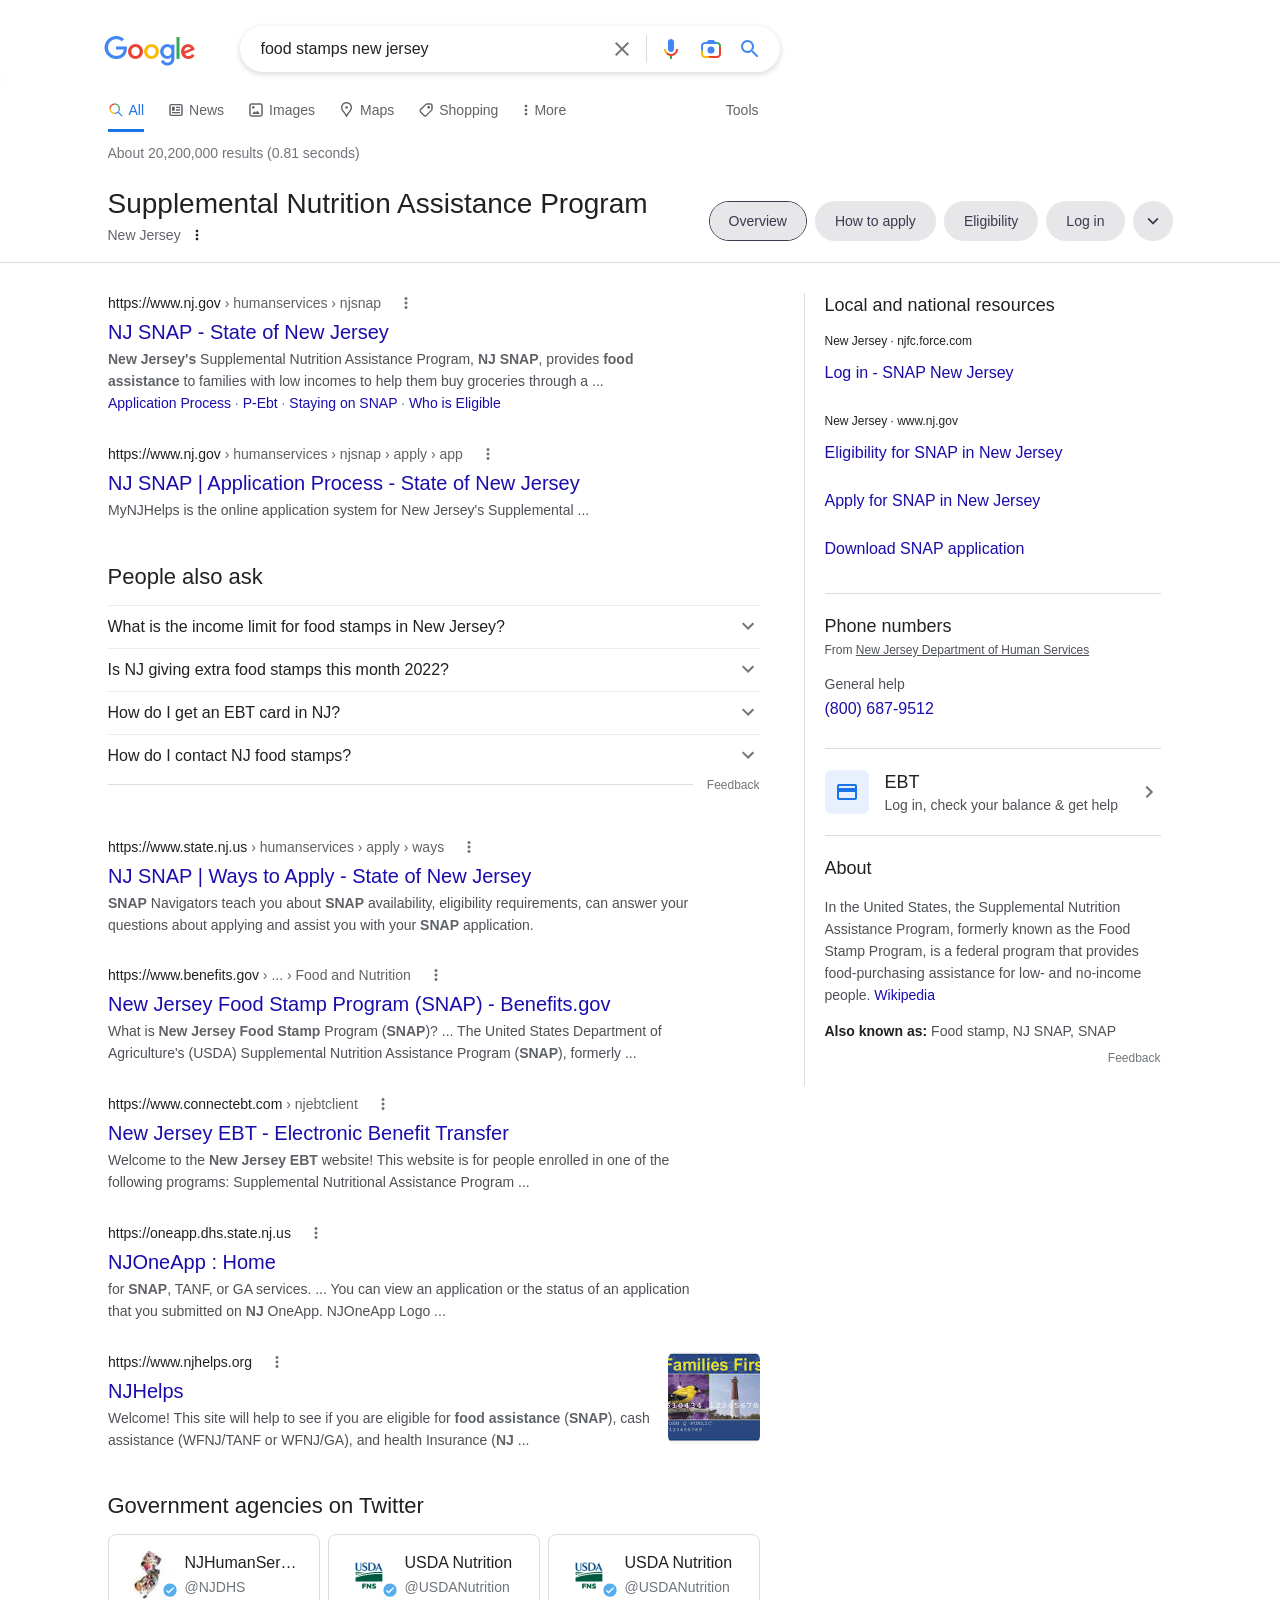 Google
food stamps new jersey
All
News
Images
Maps
Shopping
More
Tools
About 20,200,000 results (0.81 seconds)
Supplemental Nutrition Assistance Program
New Jersey
Overview
How to apply
Eligibility
Log in
https://www.nj.gov › humanservices › njsnap
NJ SNAP - State of New Jersey
New Jersey's Supplemental Nutrition Assistance Program, NJ SNAP, provides food
assistance to families with low incomes to help them buy groceries through a ...
Application Process · P-Ebt · Staying on SNAP · Who is Eligible
https://www.nj.gov › humanservices › njsnap › apply › app
NJ SNAP | Application Process - State of New Jersey
MyNJHelps is the online application system for New Jersey's Supplemental ...
People also ask
What is the income limit for food stamps in New Jersey?
Is NJ giving extra food stamps this month 2022?
How do I get an EBT card in NJ?
How do I contact NJ food stamps?
Feedback
https://www.state.nj.us › humanservices › apply › ways
NJ SNAP | Ways to Apply - State of New Jersey
SNAP Navigators teach you about SNAP availability, eligibility requirements, can answer your
questions about applying and assist you with your SNAP application.
https://www.benefits.gov › ... › Food and Nutrition
New Jersey Food Stamp Program (SNAP) - Benefits.gov
What is New Jersey Food Stamp Program (SNAP)? ... The United States Department of
Agriculture's (USDA) Supplemental Nutrition Assistance Program (SNAP), formerly ...
https://www.connectebt.com › njebtclient
New Jersey EBT - Electronic Benefit Transfer
Welcome to the New Jersey EBT website! This website is for people enrolled in one of the
following programs: Supplemental Nutritional Assistance Program ...
https://oneapp.dhs.state.nj.us
NJOneApp : Home
for SNAP, TANF, or GA services. ... You can view an application or the status of an application
that you submitted on NJ OneApp. NJOneApp Logo ...
https://www.njhelps.org
NJHelps
Welcome! This site will help to see if you are eligible for food assistance (SNAP), cash
assistance (WFNJ/TANF or WFNJ/GA), and health Insurance (NJ ...
Families Firs
Government agencies on Twitter
NJHumanSer...
@NJDHS
USDA
FNS
USDA Nutrition
@USDANutrition
USDA
FNS
USDA Nutrition
@USDANutrition
Local and national resources
New Jersey · njfc.force.com
Log in - SNAP New Jersey
New Jersey · www.nj.gov
Eligibility for SNAP in New Jersey
Apply for SNAP in New Jersey
Download SNAP application
Phone numbers
From New Jersey Department of Human Services
General help
(800) 687-9512
EBT
Log in, check your balance & get help
About
In the United States, the Supplemental Nutrition
Assistance Program, formerly known as the Food
Stamp Program, is a federal program that provides
food-purchasing assistance for low- and no-income
people. Wikipedia
Also known as: Food stamp, NJ SNAP, SNAP
Feedback